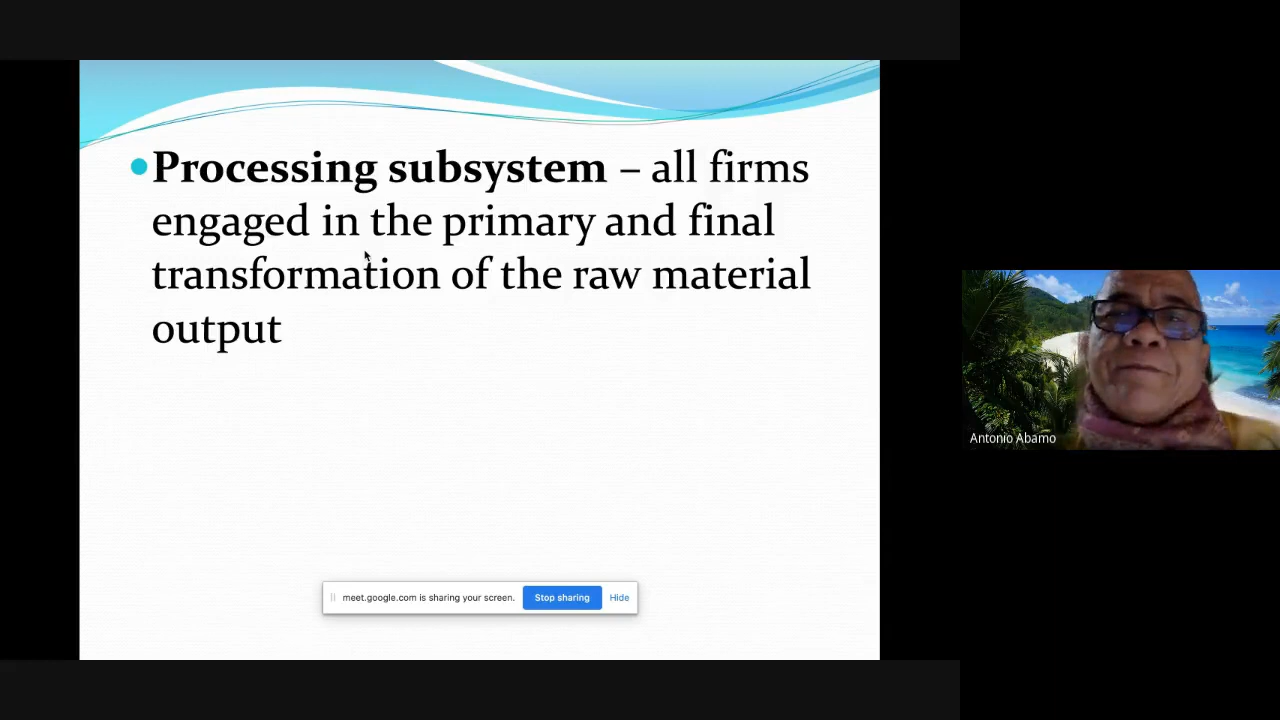 Processing subsystem – all firms
engaged in the primary and final
transformation of the raw material
output
meet.google.com is sharing your screen. Stop sharing Hide
Antonio Abamo